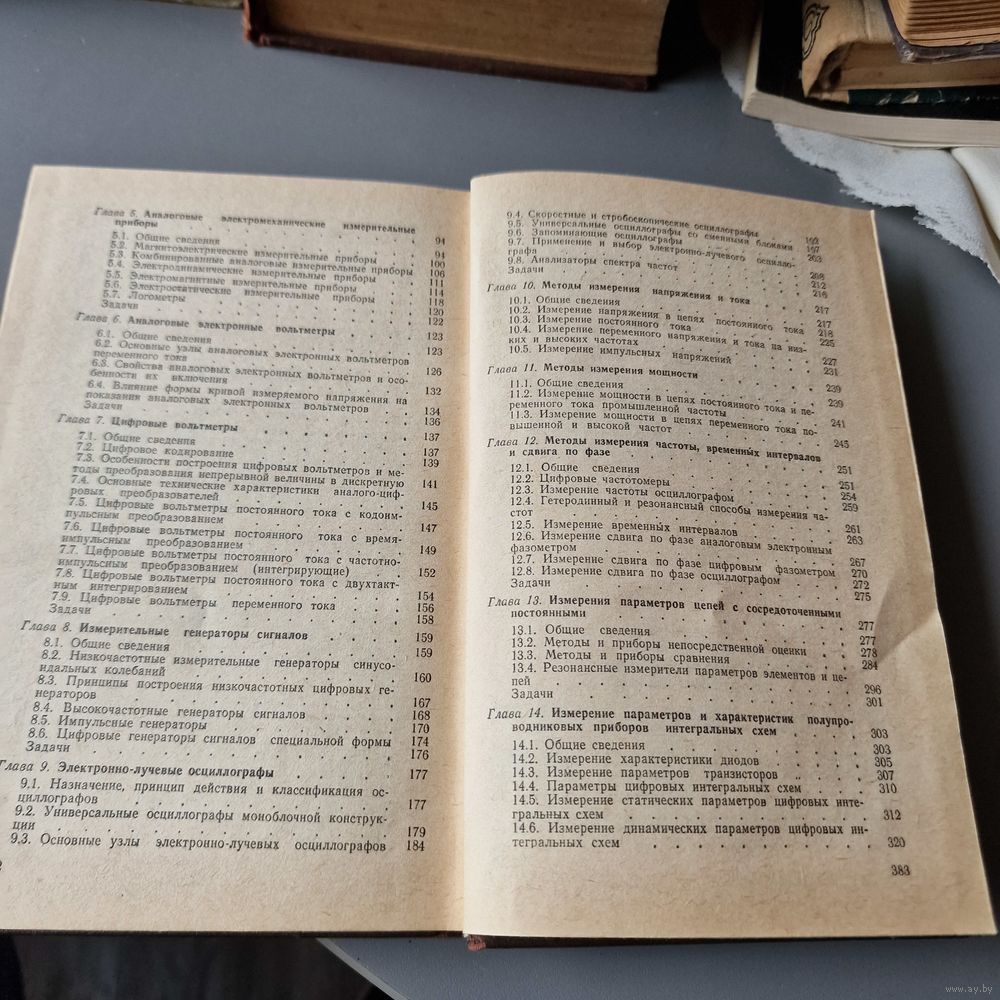 Глава 5. Аналоговые электромеханические измерительные
приборы . . . 94
5.1. Общие сведения . . . 94
5.2. Магнитоэлектрические измерительные приборы . 100
5.3. Комбинированные аналоговые измерительные приборы 106
5.4. Электродинамические измерительные приборы . 111
5.5. Электромагнитные измерительные приборы . 114
5.6. Электростатические измерительные приборы . 118
5.7. Логометры . . . 120
Задачи . . . 122
Глава 6. Аналоговые электронные вольтметры . . . 123
6.1. Общие сведения . . . 123
6.2. Основные узлы аналоговых электронных вольтметров
переменного тока . . . 126
6.3. Свойства аналоговых электронных вольтметров и осо-
бенности их включения . . . 132
6.4. Влияние формы кривой измеряемого напряжения на
показания аналоговых электронных вольтметров . 134
Задачи . . . 136
Глава 7. Цифровые вольтметры . . . 137
7.1. Общие сведения . . . 137
7.2. Цифровое кодирование . . . 139
7.3. Особенности построения цифровых вольтметров и ме-
тоды преобразования непрерывной величины в дискретную 141
7.4. Основные технические характеристики аналого-циф-
ровых преобразователей . . . 145
7.5. Цифровые вольтметры постоянного тока с кодоим-
пульсным преобразованием . . . 147
7.6. Цифровые вольтметры постоянного тока с время-
импульсным преобразованием . . . 149
7.7. Цифровые вольтметры постоянного тока с частотно-
импульсным преобразованием (интегрирующие) . 152
7.8. Цифровые вольтметры постоянного тока с двухтакт-
ным интегрированием . . . 154
7.9. Цифровые вольтметры переменного тока . . . 156
Задачи . . . 158
Глава 8. Измерительные генераторы сигналов . . . 159
8.1. Общие сведения . . . 159
8.2. Низкочастотные измерительные генераторы синусо-
идальных колебаний . . . 160
8.3. Принципы построения низкочастотных цифровых ге-
нераторов . . . 167
8.4. Высокочастотные генераторы сигналов . . . 168
8.5. Импульсные генераторы . . . 170
8.6. Цифровые генераторы сигналов специальной формы 174
Задачи . . . 176
Глава 9. Электронно-лучевые осциллографы . . . 177
9.1. Назначение, принцип действия и классификация ос-
циллографов . . . 177
9.2. Универсальные осциллографы моноблочной конструк-
ции . . . 179
9.3. Основные узлы электронно-лучевых осциллографов 184
2
9.4. Скоростные и стробоскопические осциллографы
9.5. Универсальные осциллографы со сменными блоками
9.6. Запоминающие осциллографы . . . 203
9.7. Применение и выбор электронно-лучевого осцилло-
графа . . . 208
9.8. Анализаторы спектра частот . . . 212
Задачи . . . 216
Глава 10. Методы измерения напряжения и тока . . . 217
10.1. Общие сведения . . . 217
10.2. Измерение напряжения в цепях постоянного тока 218
10.3. Измерение постоянного тока . . . 225
10.4. Измерение переменного напряжения и тока на низ-
ких и высоких частотах . . . 227
10.5. Измерение импульсных напряжений . . . 231
Глава 11. Методы измерения мощности . . . 239
11.1. Общие сведения . . . 239
11.2. Измерение мощности в цепях постоянного тока и пе-
ременного тока промышленной частоты . . . 241
11.3. Измерение мощности в цепях переменного тока по-
вышенной и высокой частот . . . 245
Глава 12. Методы измерения частоты, временных интервалов
и сдвига по фазе . . . 251
12.1. Общие сведения . . . 251
12.2. Цифровые частотомеры . . . 254
12.3. Измерение частоты осциллографом . . . 259
12.4. Гетеродинный и резонансный способы измерения ча-
стот . . . 261
12.5. Измерение временных интервалов . . . 263
12.6. Измерение сдвига по фазе аналоговым электронным
фазометром . . . 267
12.7. Измерение сдвига по фазе цифровым фазометром 270
12.8. Измерение сдвига по фазе осциллографом . 272
Задачи . . . 275
Глава 13. Измерения параметров цепей с сосредоточенными
постоянными . . . 277
13.1. Общие сведения . . . 277
13.2. Методы и приборы непосредственной оценки . 278
13.3. Методы и приборы сравнения . . . 284
13.4. Резонансные измерители параметров элементов и це-
пей . . . 296
Задачи . . . 301
Глава 14. Измерение параметров и характеристик полупро-
водниковых приборов интегральных схем . . . 303
14.1. Общие сведения . . . 303
14.2. Измерение характеристики диодов . . . 305
14.3. Измерение параметров транзисторов . . . 307
14.4. Параметры цифровых интегральных схем . . . 310
14.5. Измерение статических параметров цифровых инте-
гральных схем . . . 312
14.6. Измерение динамических параметров цифровых ин-
тегральных схем . . . 320
383
www.ay.by